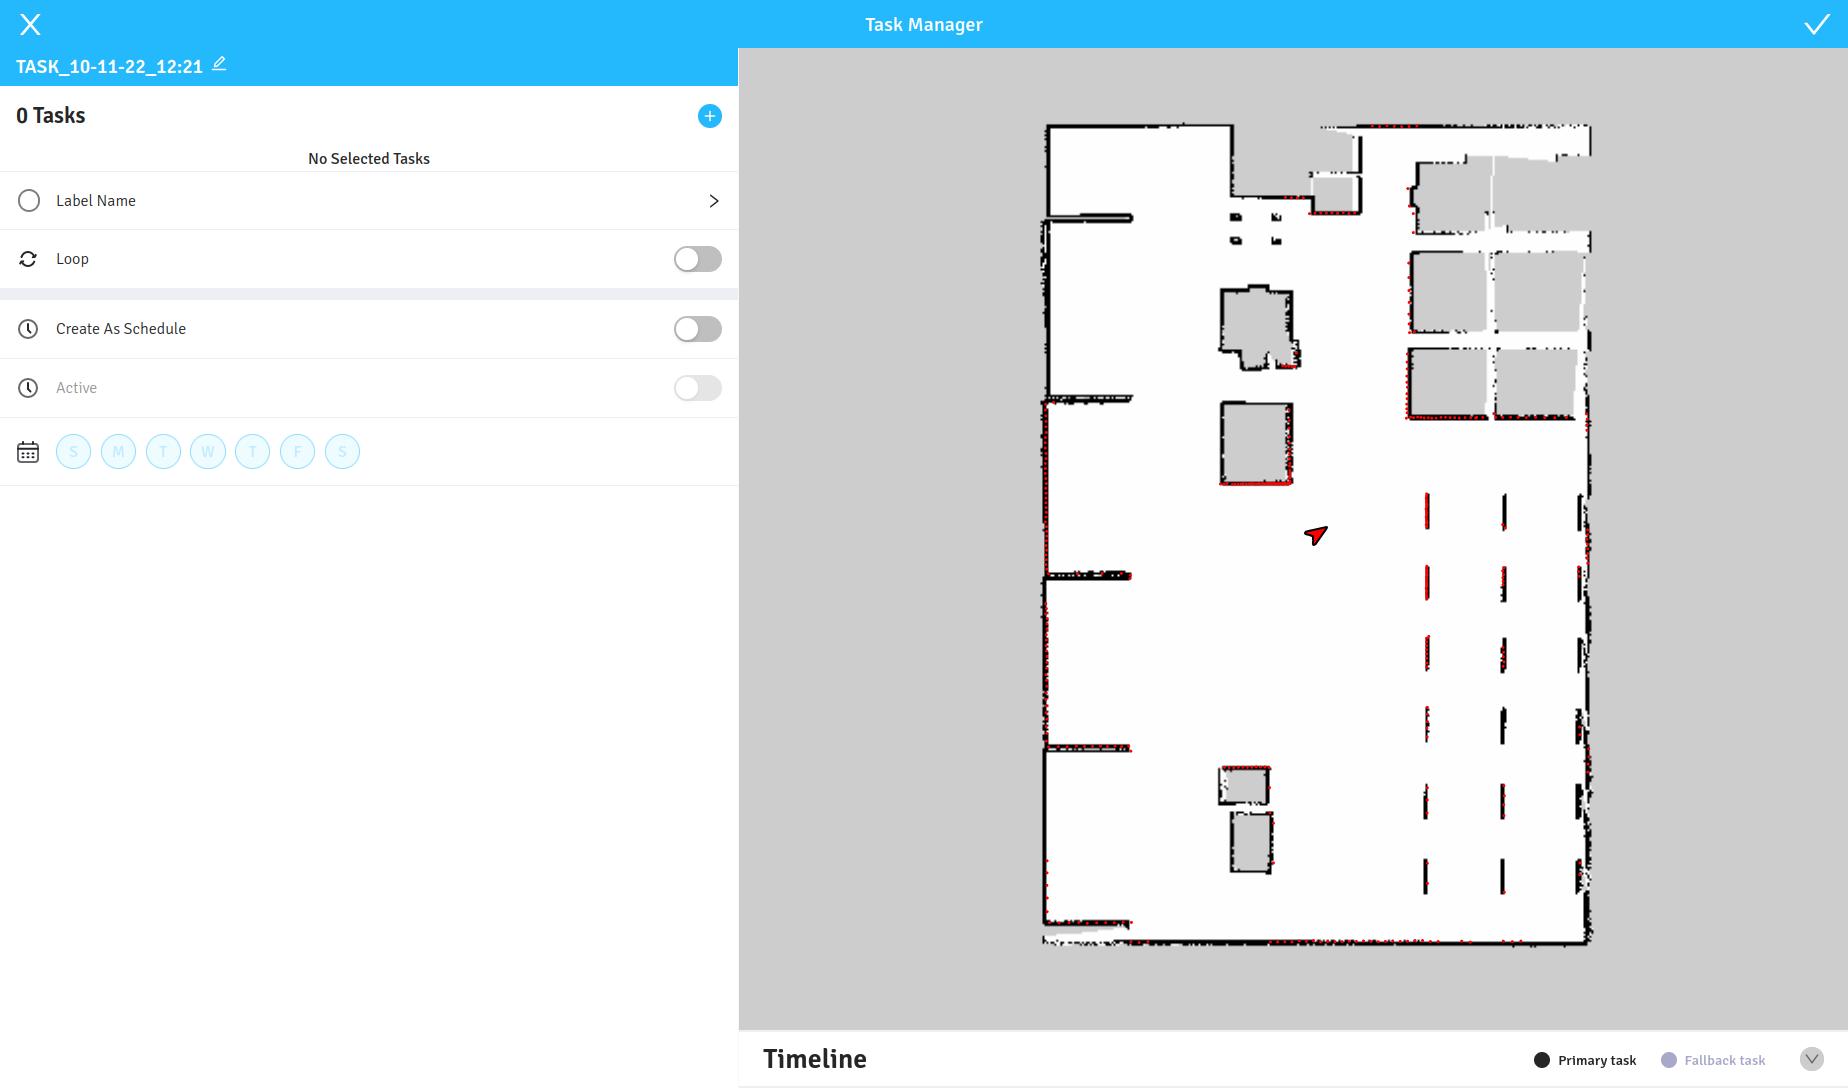 Task Manager
TASK_10-11-22_12:21
0 Tasks
No Selected Tasks
Label Name
Loop
Create As Schedule
Active
S M T W T F S
Timeline
Primary task
Fallback task